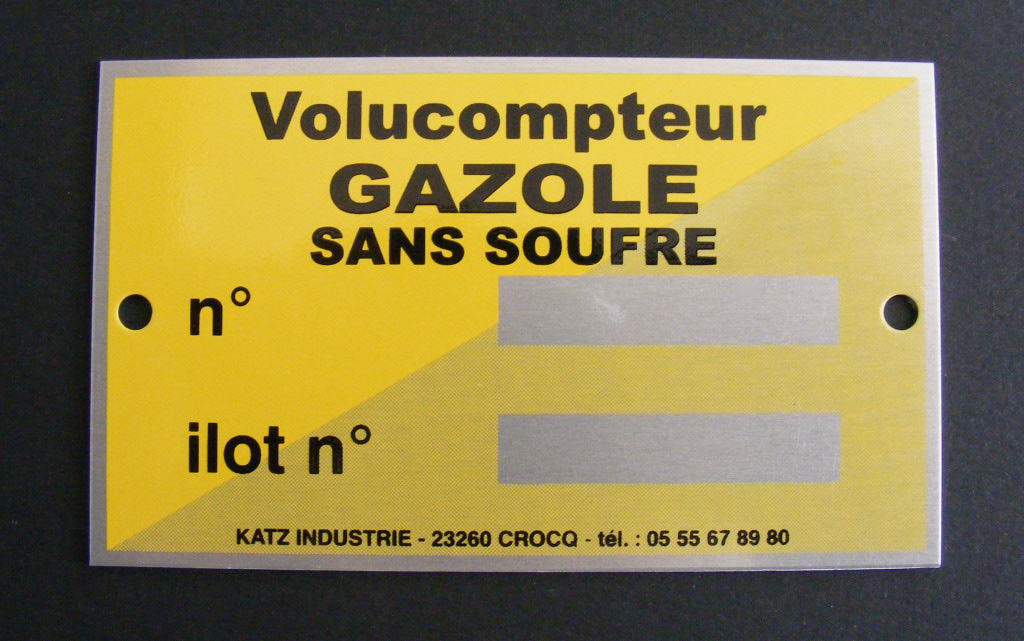 Volucompteur
GAZOLE
SANS SOUFRE
n°
ilot n°
KATZ INDUSTRIE - 23260 CROCQ - tél. : 05 55 67 89 80